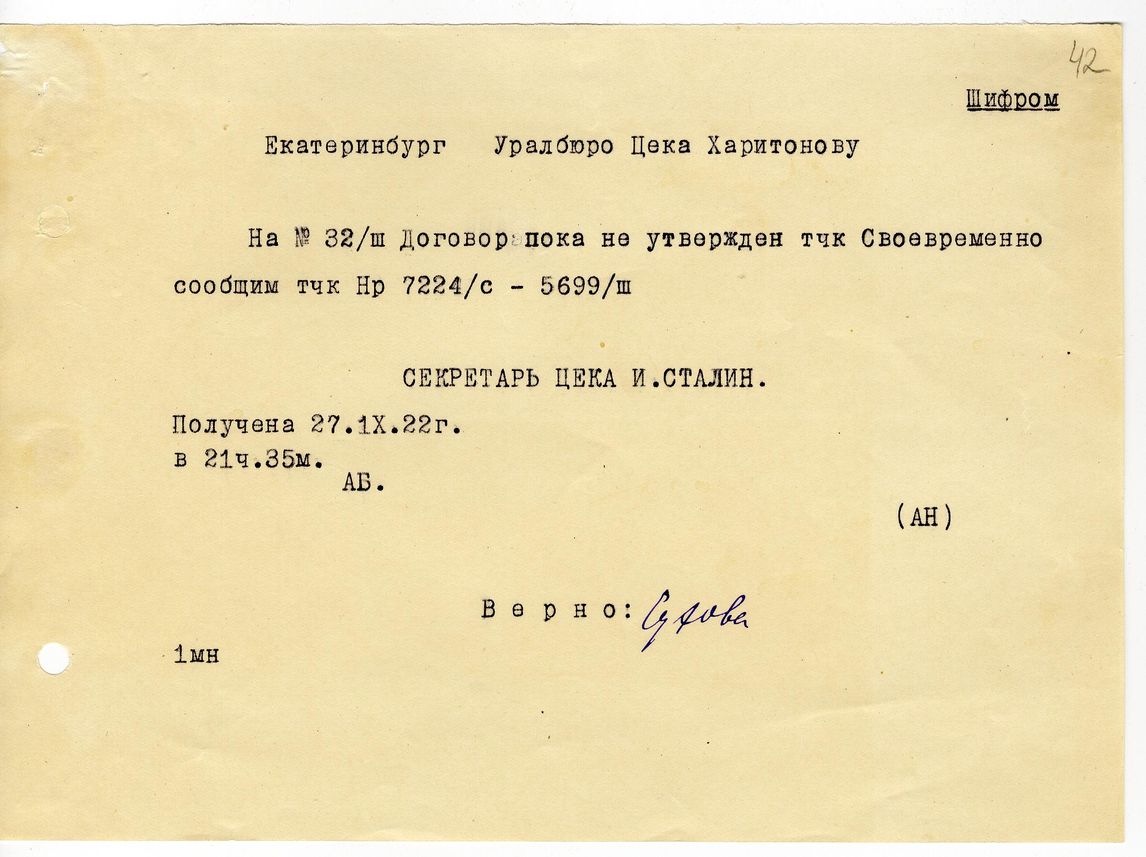 42
Шифром
Екатеринбург Уралбюро Цека Харитонову
На № 32/ш Договор пока не утвержден тчк Своевременно
сообщим тчк Нр 7224/с - 5699/ш
СЕКРЕТАРЬ ЦЕКА И.СТАЛИН.
Получена 27.1Х.22г.
в 21ч.35м.
АБ.
(АН)
Верно: Сухова
1мн